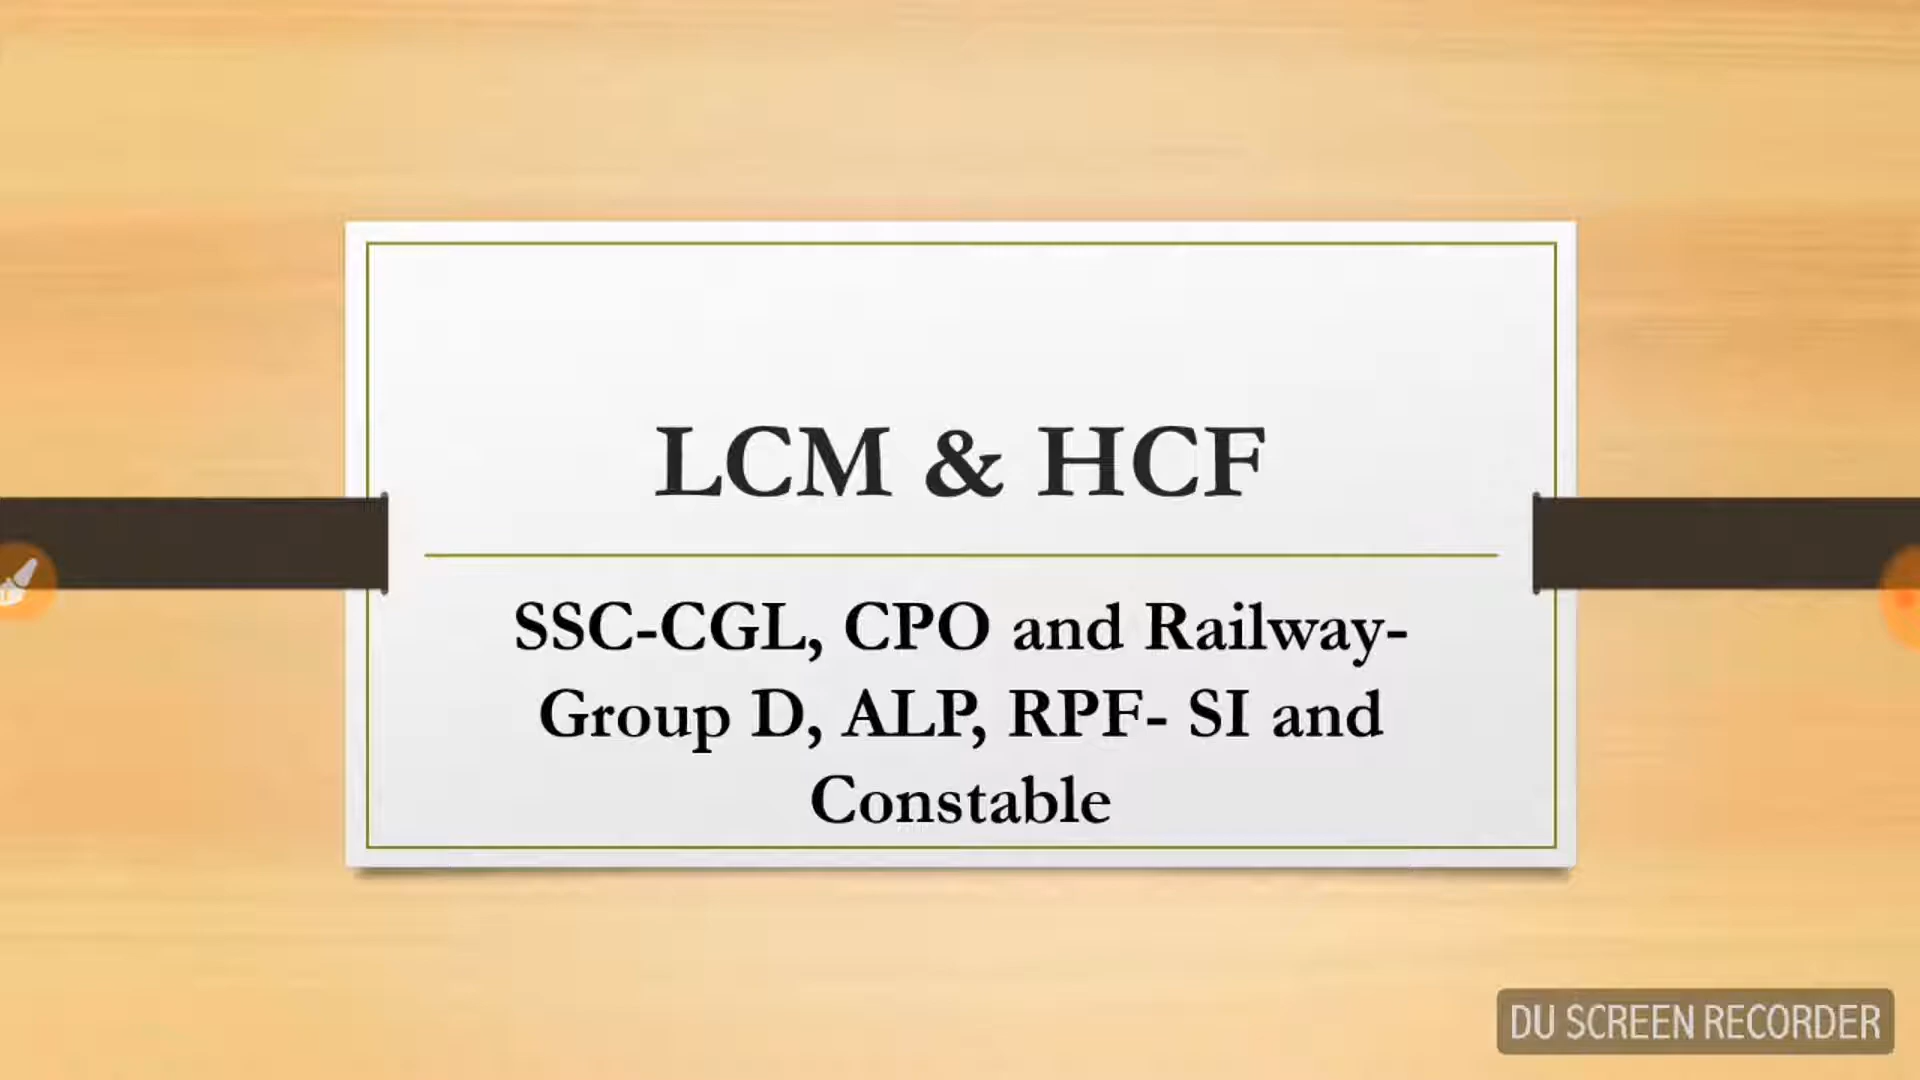 LCM & HCF
SSC-CGL, CPO and Railway-
Group D, ALP, RPF- SI and
Constable
DU SCREEN RECORDER